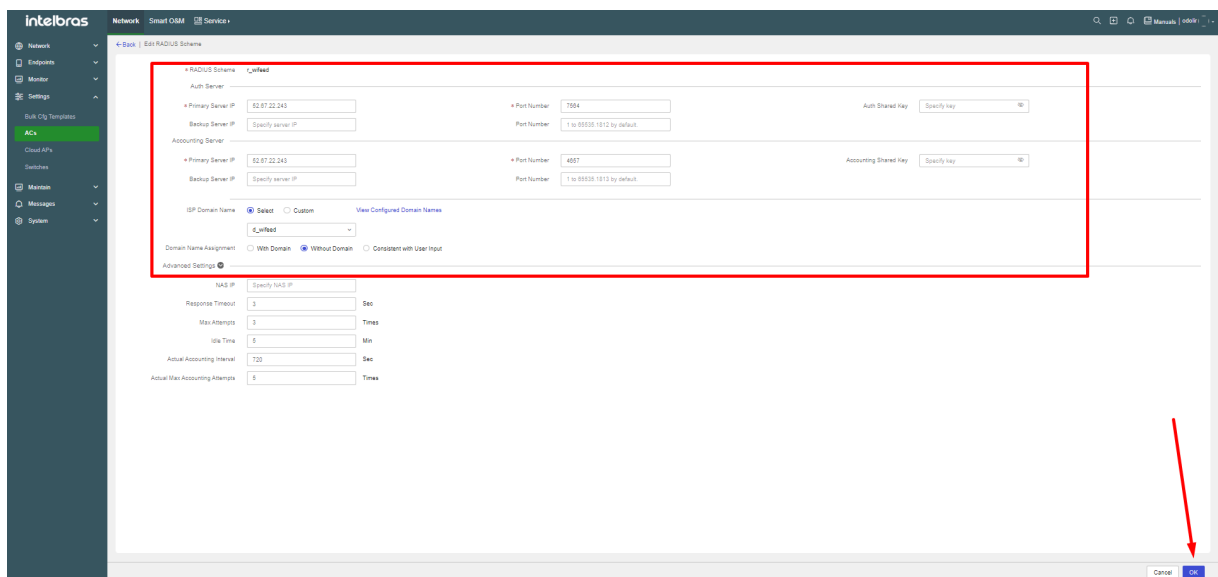 intelbras
Network Smart O&M Service
Manuals | odolir
Network
Endpoints
Monitor
Settings
Bulk Cfg Templates
ACs
Cloud APs
Switches
Maintain
Messages
System
←Back | Edit RADIUS Scheme
* RADIUS Scheme r_wifeed
Auth Server
* Primary Server IP 52.67.22.243 * Port Number 7564 Auth Shared Key Specify key
Backup Server IP Specify server IP Port Number 1 to 65535.1812 by default.
Accounting Server
* Primary Server IP 52.67.22.243 * Port Number 4657 Accounting Shared Key Specify key
Backup Server IP Specify server IP Port Number 1 to 65535.1813 by default.
ISP Domain Name Select Custom View Configured Domain Names
d_wifeed
Domain Name Assignment With Domain Without Domain Consistent with User Input
Advanced Settings
NAS IP Specify NAS IP
Response Timeout 3 Sec
Max Attempts 3 Times
Idle Time 5 Min
Actual Accounting Interval 720 Sec
Actual Max Accounting Attempts 5 Times
Cancel OK